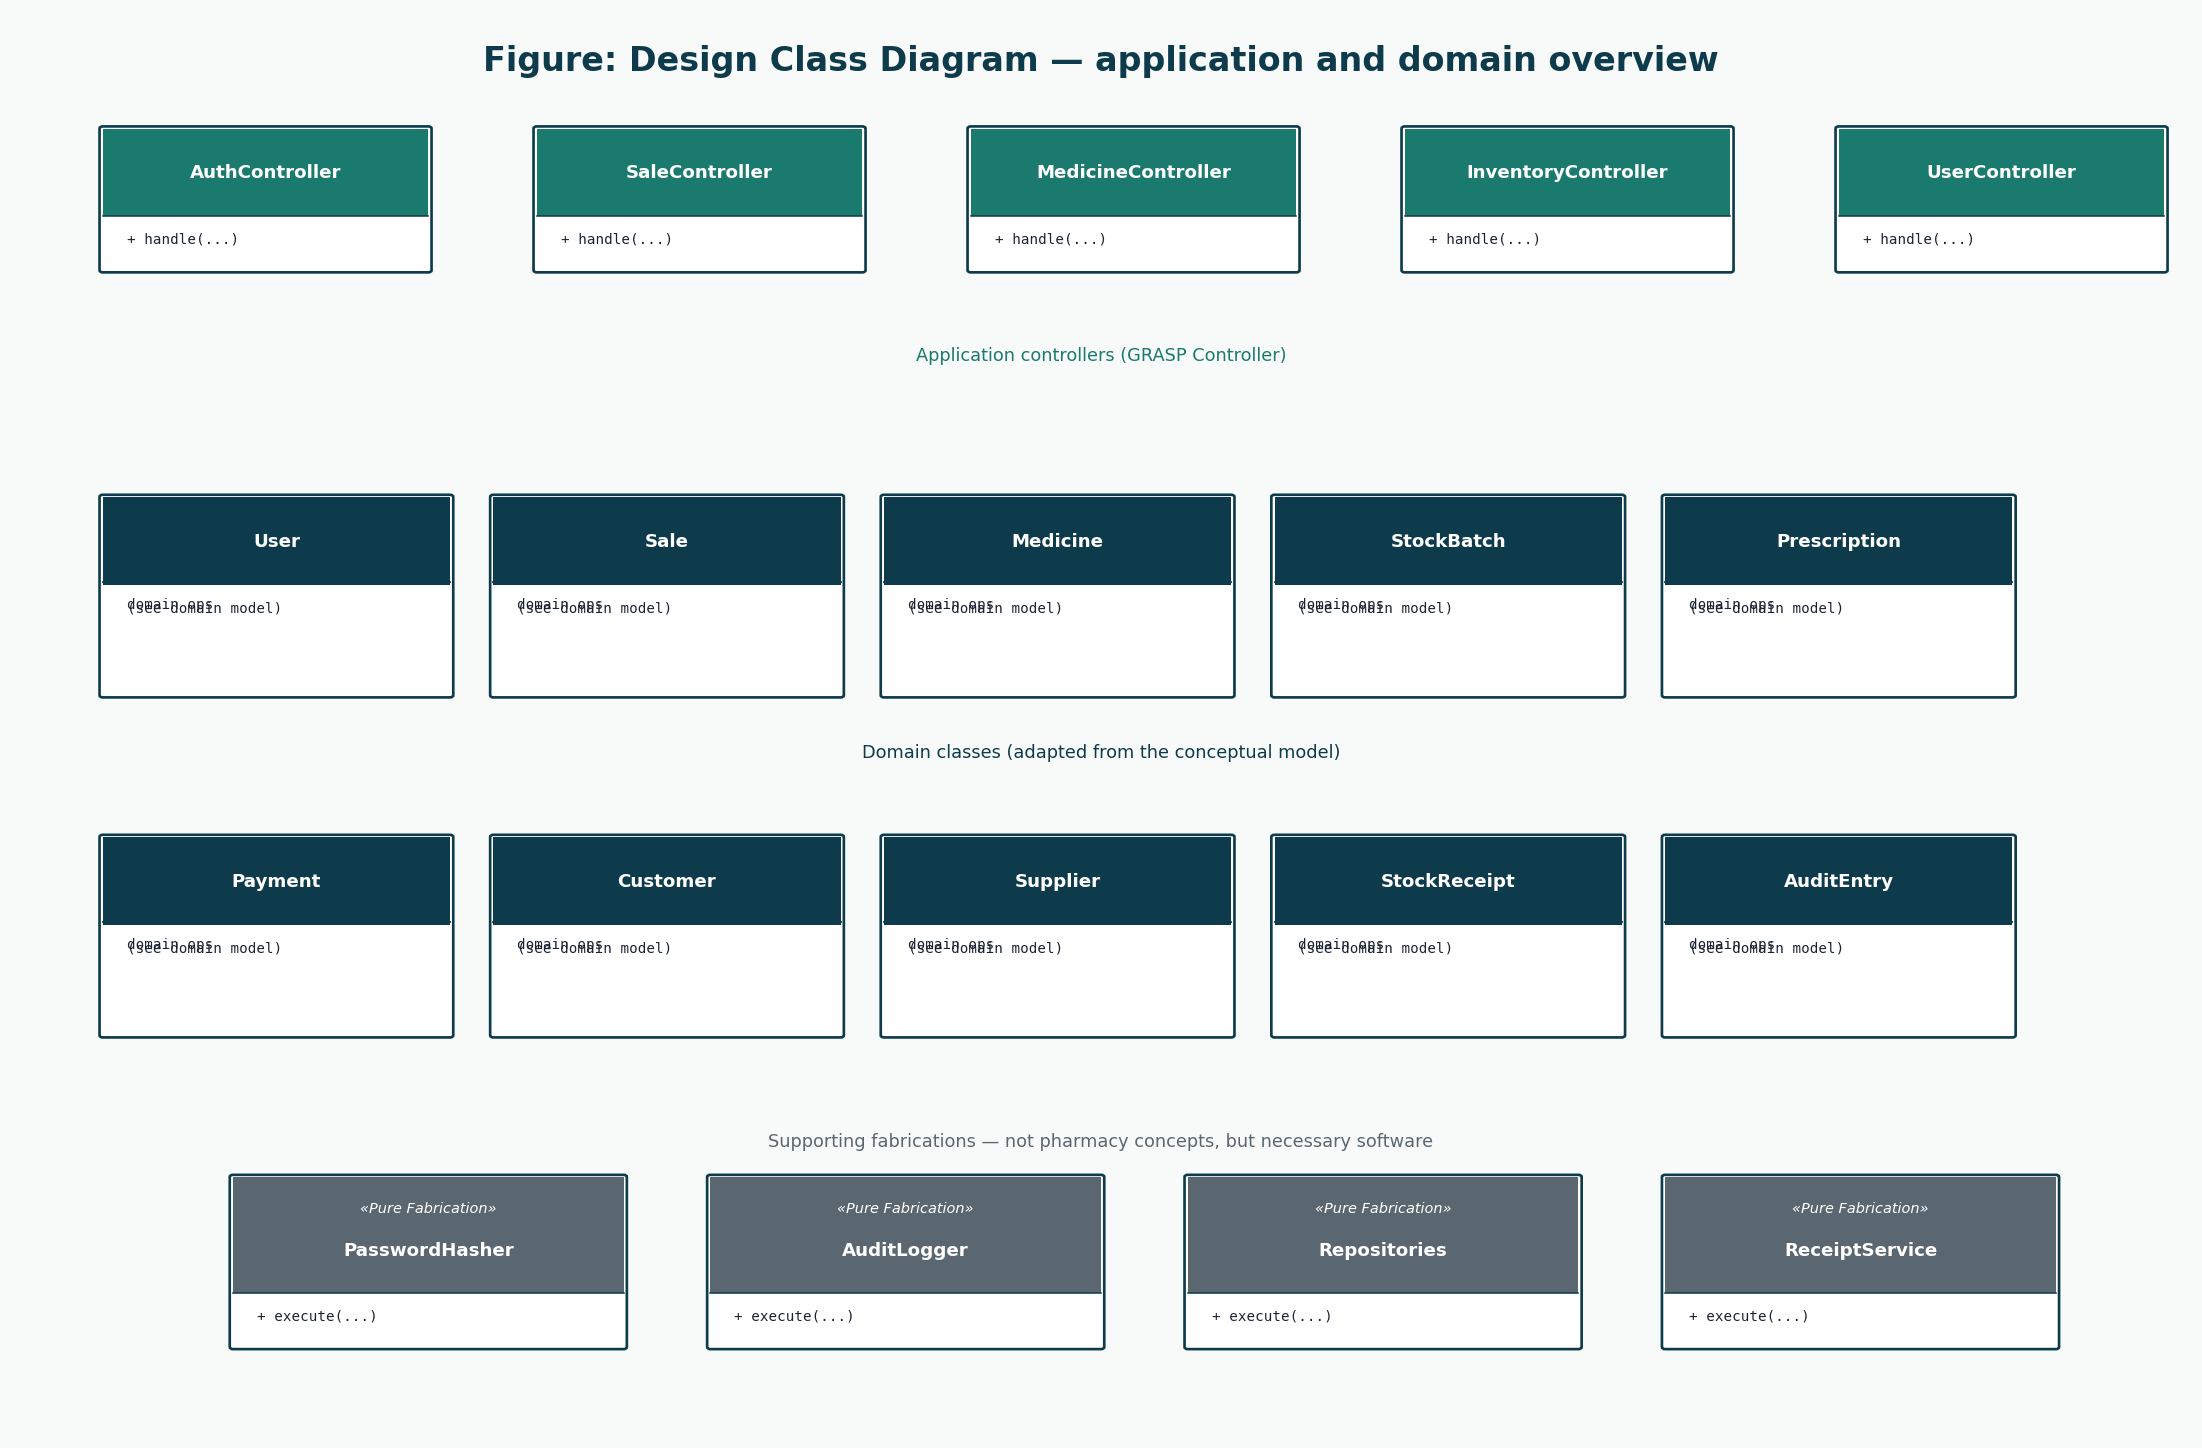 Figure: Design Class Diagram — application and domain overview
AuthController
+ handle(...)
SaleController
+ handle(...)
MedicineController
+ handle(...)
InventoryController
+ handle(...)
UserController
+ handle(...)
Application controllers (GRASP Controller)
User
domain ops
(see domain model)
Sale
domain ops
(see domain model)
Medicine
domain ops
(see domain model)
StockBatch
domain ops
(see domain model)
Prescription
domain ops
(see domain model)
Domain classes (adapted from the conceptual model)
Payment
domain ops
(see domain model)
Customer
domain ops
(see domain model)
Supplier
domain ops
(see domain model)
StockReceipt
domain ops
(see domain model)
AuditEntry
domain ops
(see domain model)
Supporting fabrications — not pharmacy concepts, but necessary software
«Pure Fabrication»
PasswordHasher
+ execute(...)
«Pure Fabrication»
AuditLogger
+ execute(...)
«Pure Fabrication»
Repositories
+ execute(...)
«Pure Fabrication»
ReceiptService
+ execute(...)